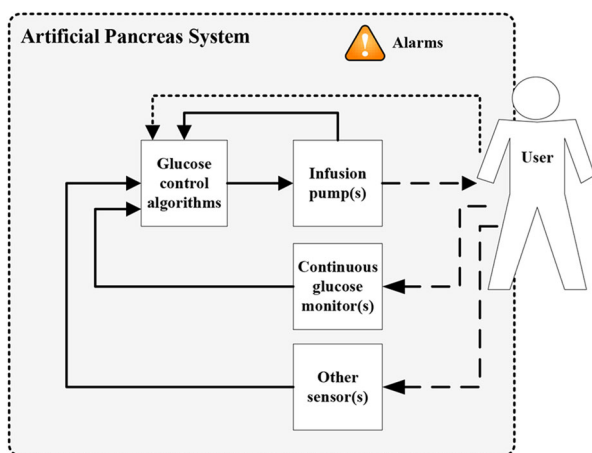 Artificial Pancreas System
Alarms
User
Glucose
control
algorithms
Infusion
pump(s)
Continuous
glucose
monitor(s)
Other
sensor(s)